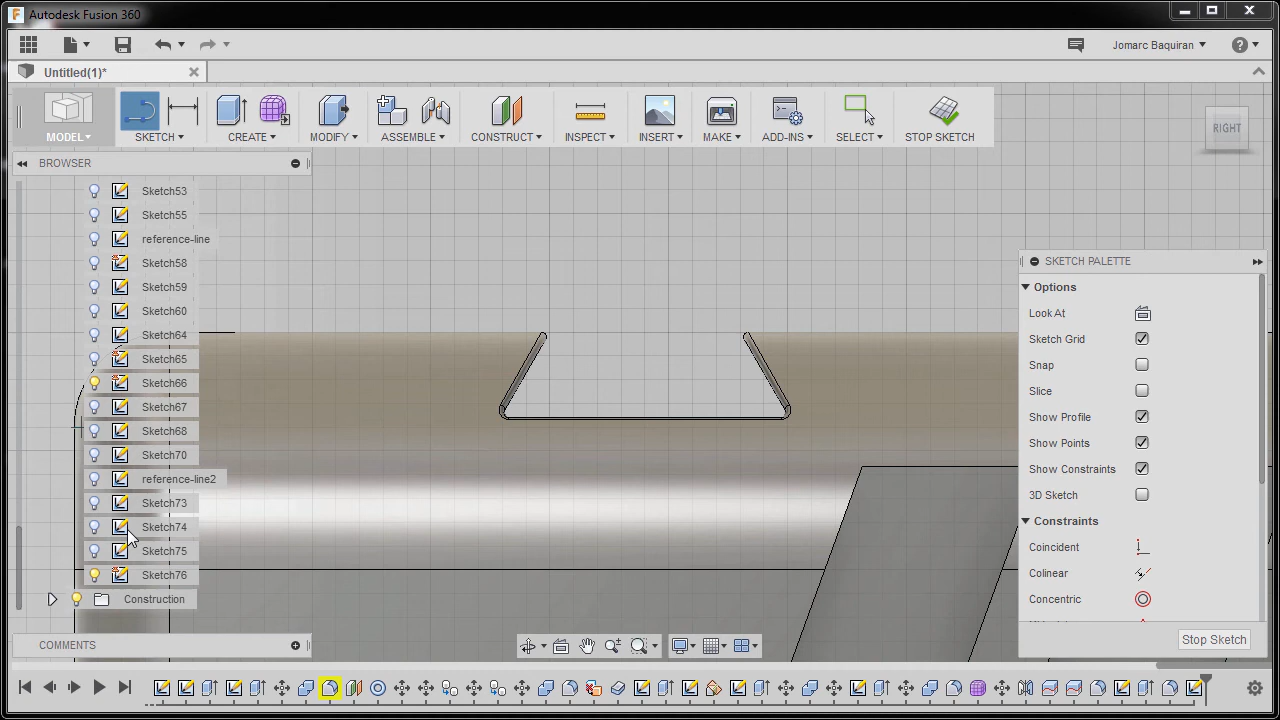 Autodesk Fusion 360
Jomarc Baquiran
Untitled(1)*
MODEL
SKETCH
CREATE
MODIFY
ASSEMBLE
CONSTRUCT
INSPECT
INSERT
MAKE
ADD-INS
SELECT
STOP SKETCH
RIGHT
BROWSER
Sketch53
Sketch55
reference-line
Sketch58
Sketch59
Sketch60
Sketch64
Sketch65
Sketch66
Sketch67
Sketch68
Sketch70
reference-line2
Sketch73
Sketch74
Sketch75
Sketch76
Construction
COMMENTS
SKETCH PALETTE
Options
Look At
Sketch Grid
Snap
Slice
Show Profile
Show Points
Show Constraints
3D Sketch
Constraints
Coincident
Colinear
Concentric
Stop Sketch